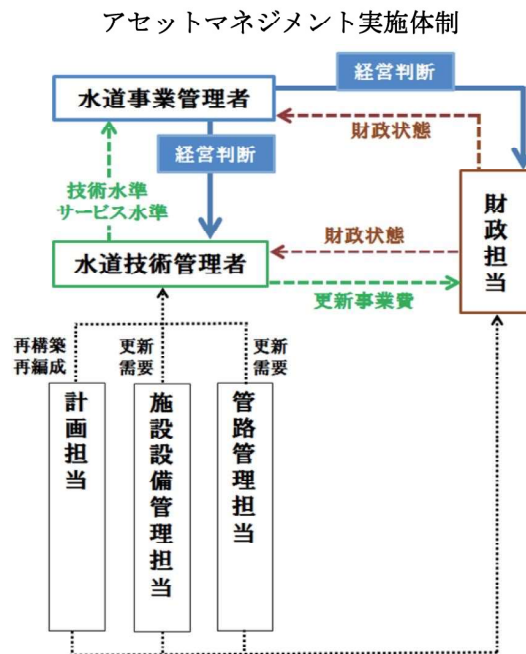 アセットマネジメント実施体制
経営判断
水道事業管理者
財政状態
経営判断
技術水準
サービス水準
財政担当
財政状態
水道技術管理者
更新事業費
再構築
再編成
更新
需要
更新
需要
計画担当
施設設備管理担当
管路管理担当